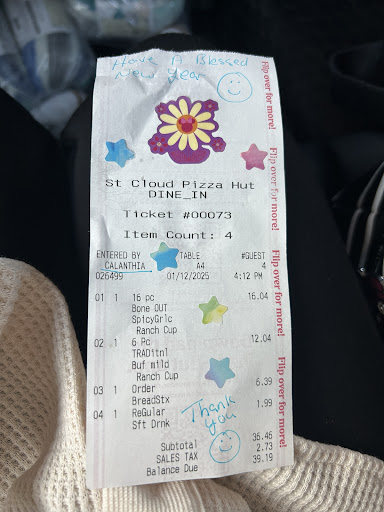 Have A Blessed
New Year
St Cloud Pizza Hut
DINE_IN
Ticket #00073
Item Count: 4
ENTERED BY TABLE #GUEST
CALANTHIA A4 4
026499 01/12/2025 4:12 PM
01 1 16 pc 16.04
Bone OUT
SpicyGrlc
Ranch Cup
02 1 6 Pc 12.04
TRADitnl
Buf mild
Ranch Cup
03 1 Order 6.39
BreadStx
04 1 ReGular 1.99
Sft Drnk
Thank
you
Subtotal 36.46
SALES TAX 2.73
Balance Due 39.19
Flip over for more!
Flip over for more!
Flip over for more!
Flip over for more!